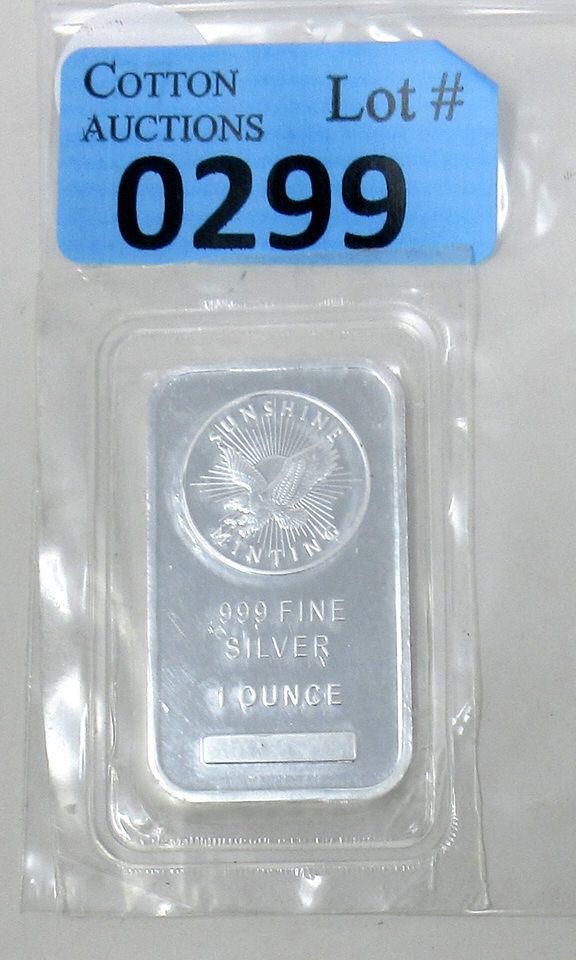 COTTON
AUCTIONS
Lot #
0299
SUNSHINE
MINTING
.999 FINE
SILVER
1 OUNCE